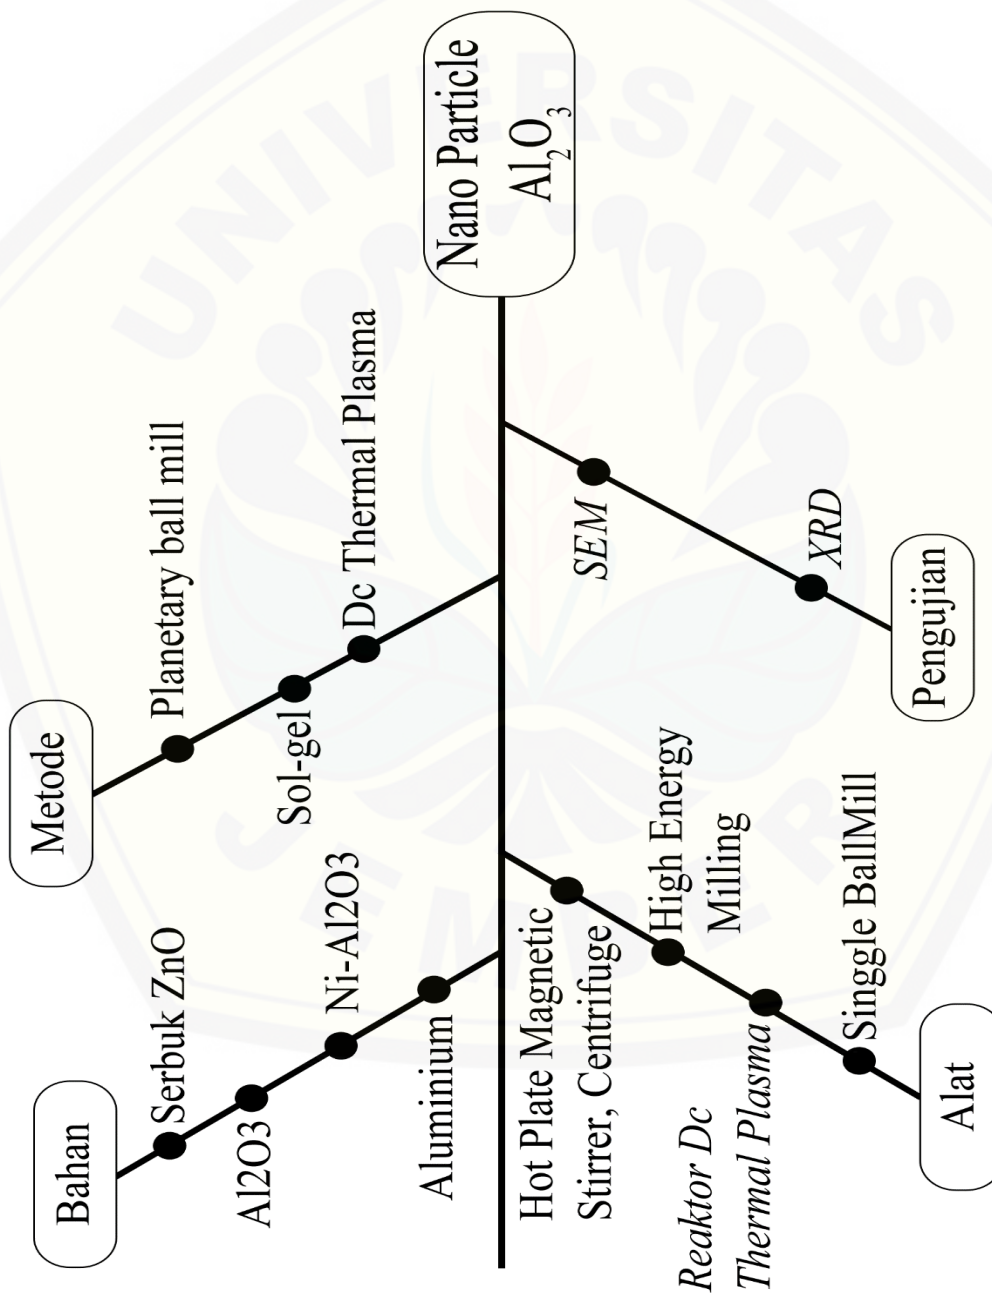 Bahan
Serbuk ZnO
Al2O3
Ni-Al2O3
Aluminium
Metode
Planetary ball mill
Sol-gel
Dc Thermal Plasma
Nano Particle
Al₂O₃
Hot Plate Magnetic
Stirrer, Centrifuge
High Energy
Milling
Reaktor Dc
Thermal Plasma
Singgle BallMill
Alat
SEM
XRD
Pengujian
UNIVERSITAS
JEMBER